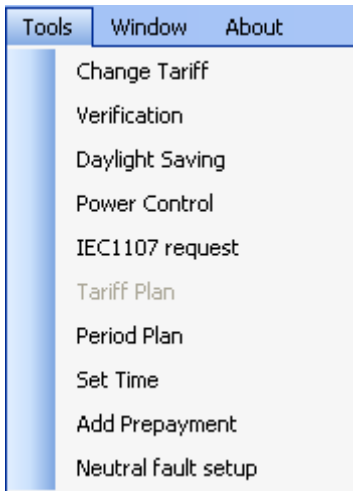 Tools Window About
Change Tariff
Verification
Daylight Saving
Power Control
IEC1107 request
Tariff Plan
Period Plan
Set Time
Add Prepayment
Neutral fault setup